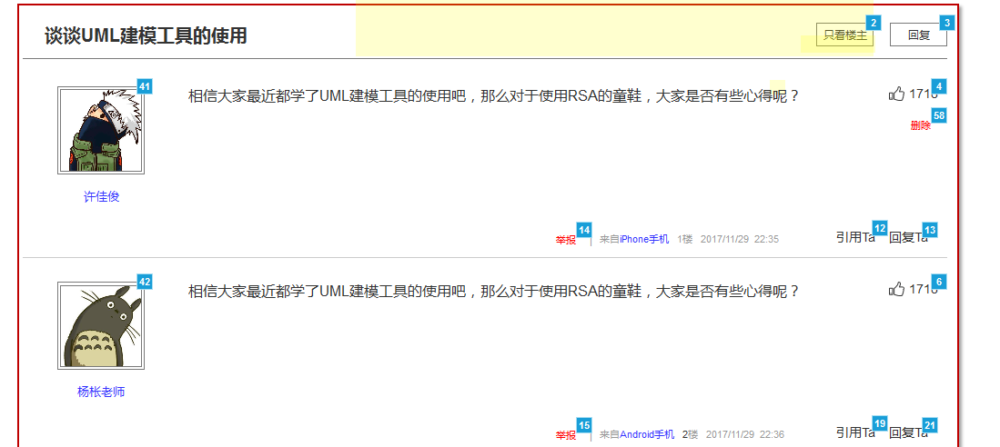 谈谈UML建模工具的使用
只看楼主 2 回复 3
41
相信大家最近都学了UML建模工具的使用吧，那么对于使用RSA的童鞋，大家是否有些心得呢？
171 4
58
删除
许佳俊
举报 14 来自iPhone手机 1楼 2017/11/29 22:35 引用Ta 12 回复Ta 13
42
相信大家最近都学了UML建模工具的使用吧，那么对于使用RSA的童鞋，大家是否有些心得呢？
171 6
杨枨老师
举报 15 来自Android手机 2楼 2017/11/29 22:36 引用Ta 19 回复Ta 21